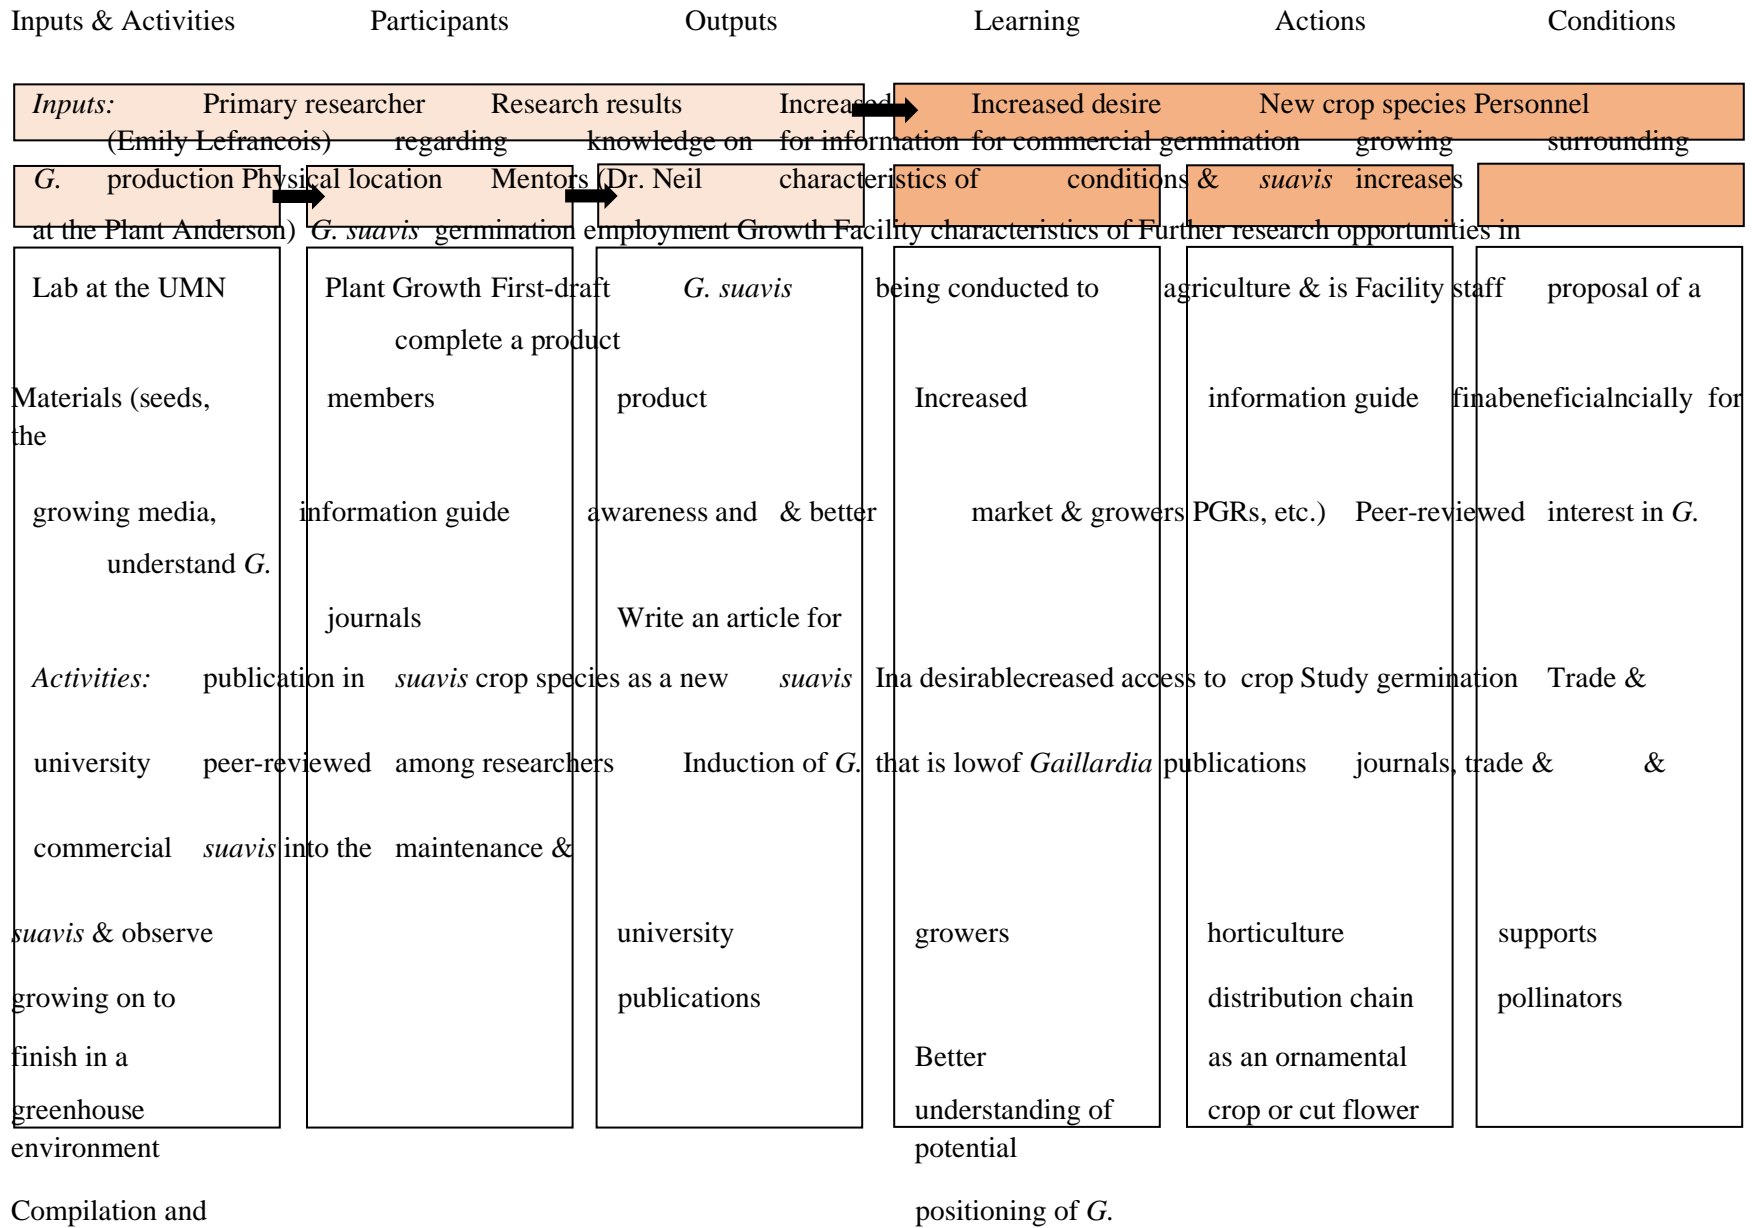 Inputs & Activities Participants Outputs Learning Actions Conditions
Inputs: Primary researcher Research results Increased Increased desire New crop species Personnel
(Emily Lefrancois) regarding knowledge on for information for commercial germination growing surrounding
G. production Physical location Mentors (Dr. Neil characteristics of conditions & suavis increases
at the Plant Anderson) G. suavis germination employment Growth Facility characteristics of Further research opportunities in
Lab at the UMN Plant Growth First-draft G. suavis being conducted to agriculture & is Facility staff proposal of a
complete a product
Materials (seeds, members product Increased information guide finabeneficialncially for
the
growing media, information guide awareness and & better market & growers PGRs, etc.) Peer-reviewed interest in G.
understand G.
journals Write an article for
Activities: publication in suavis crop species as a new suavis Ina desirablecreased access to crop Study germination Trade &
university peer-reviewed among researchers Induction of G. that is lowof Gaillardia publications journals, trade & &
commercial suavis into the maintenance &
suavis & observe university growers horticulture supports
growing on to publications distribution chain pollinators
finish in a Better as an ornamental
greenhouse understanding of crop or cut flower
environment potential
Compilation and positioning of G.